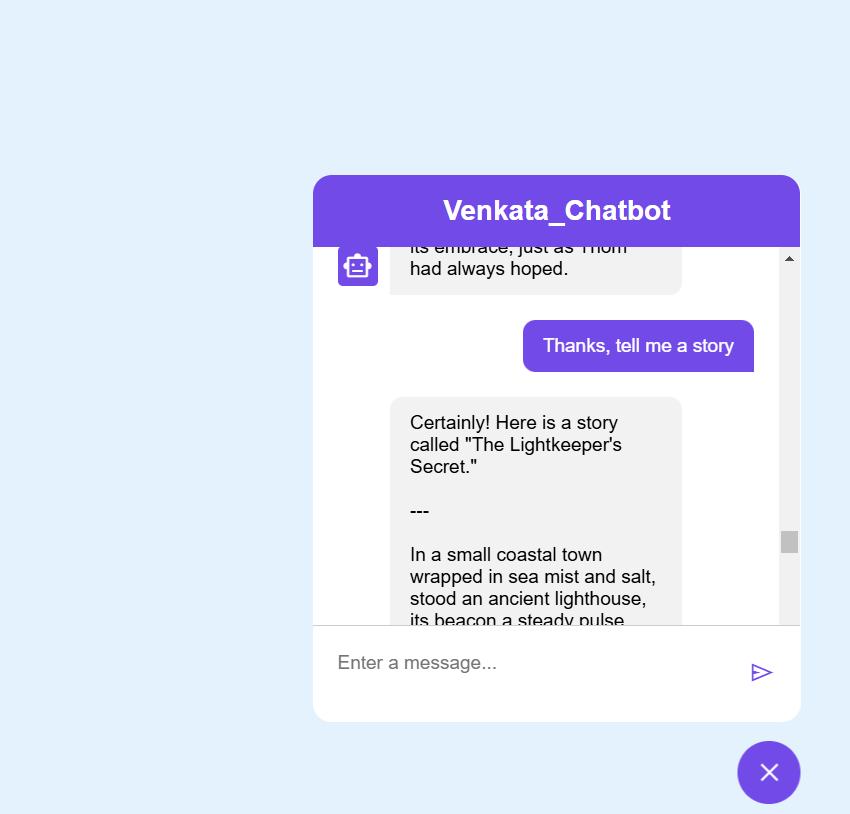 Venkata_Chatbot
its embrace, just as Thom
had always hoped.
Thanks, tell me a story
Certainly! Here is a story
called "The Lightkeeper's
Secret."
---
In a small coastal town
wrapped in sea mist and salt,
stood an ancient lighthouse,
its beacon a steady pulse
Enter a message...